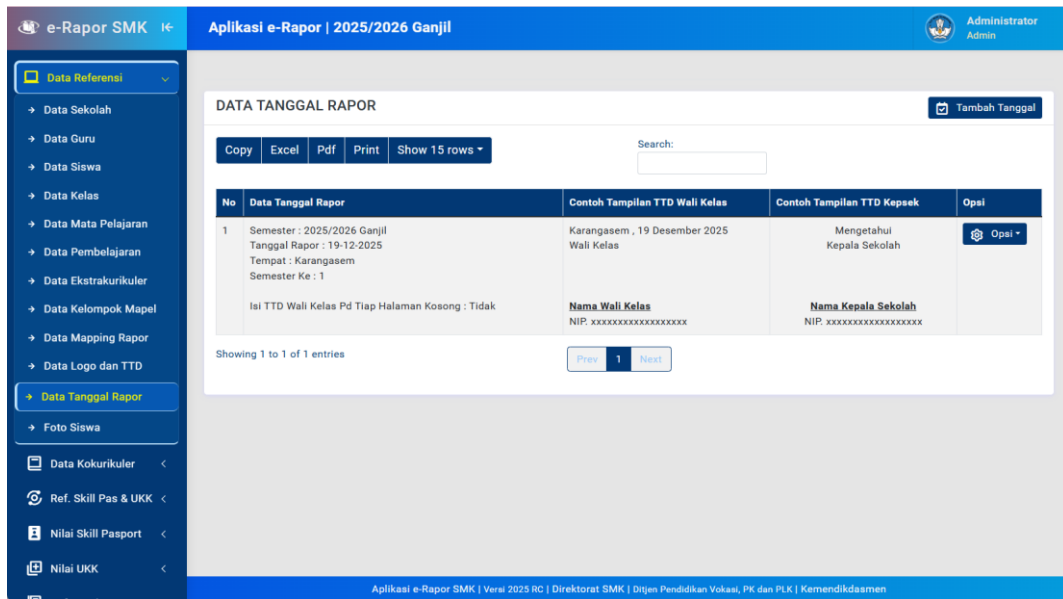 e-Rapor SMK
Aplikasi e-Rapor | 2025/2026 Ganjil
Administrator
Admin
Data Referensi
Data Sekolah
Data Guru
Data Siswa
Data Kelas
Data Mata Pelajaran
Data Pembelajaran
Data Ekstrakurikuler
Data Kelompok Mapel
Data Mapping Rapor
Data Logo dan TTD
Data Tanggal Rapor
Foto Siswa
Data Kokurikuler
Ref. Skill Pas & UKK
Nilai Skill Pasport
Nilai UKK
DATA TANGGAL RAPOR
Tambah Tanggal
Copy Excel Pdf Print Show 15 rows
Search:
No Data Tanggal Rapor Contoh Tampilan TTD Wali Kelas Contoh Tampilan TTD Kepsek Opsi
1 Semester : 2025/2026 Ganjil Karangasem , 19 Desember 2025 Mengetahui Opsi
Tanggal Rapor : 19-12-2025 Wali Kelas Kepala Sekolah
Tempat : Karangasem
Semester Ke : 1
Isi TTD Wali Kelas Pd Tiap Halaman Kosong : Tidak Nama Wali Kelas Nama Kepala Sekolah
NIP. xxxxxxxxxxxxxxxxxx NIP. xxxxxxxxxxxxxxxxxx
Showing 1 to 1 of 1 entries
Prev 1 Next
Aplikasi e-Rapor SMK | Versi 2025 RC | Direktorat SMK | Ditjen Pendidikan Vokasi, PK dan PLK | Kemendikdasmen